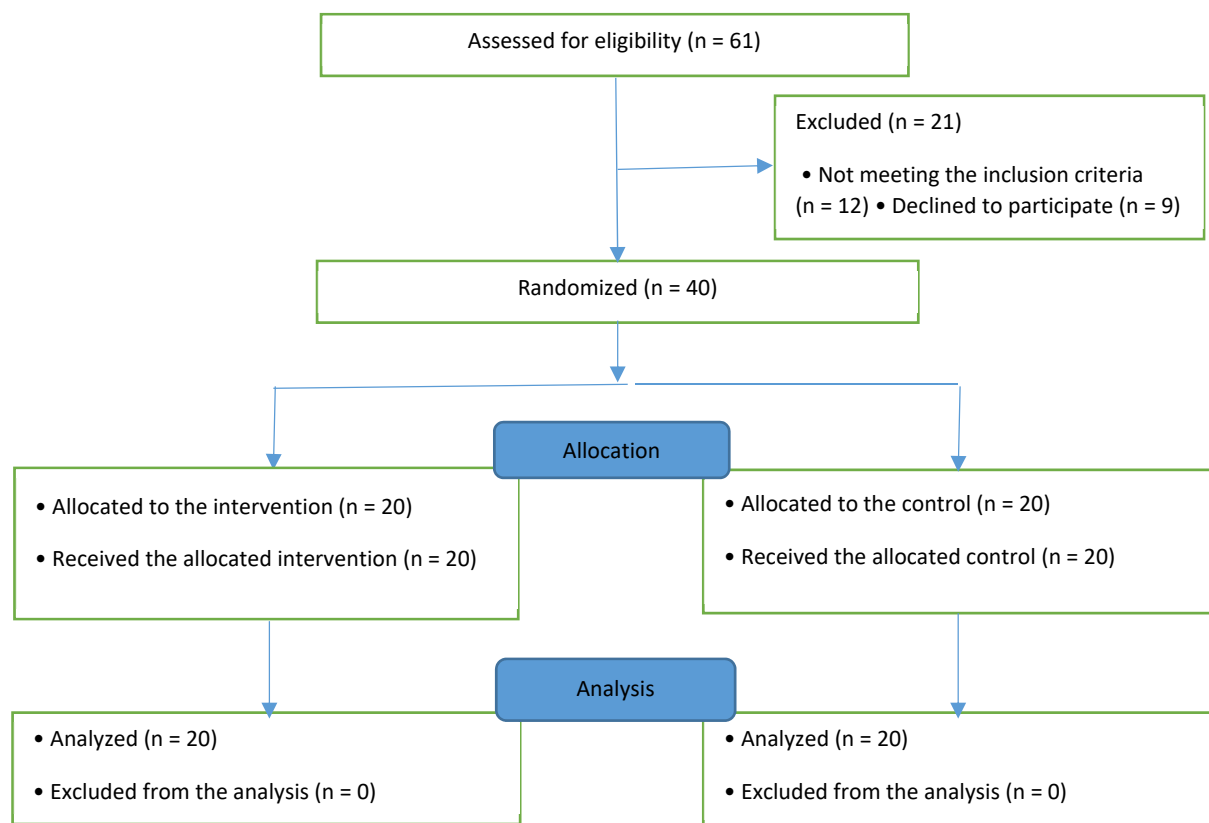 Assessed for eligibility (n = 61)
Excluded (n = 21)
• Not meeting the inclusion criteria
(n = 12) • Declined to participate (n = 9)
Randomized (n = 40)
Allocation
• Allocated to the intervention (n = 20)
• Received the allocated intervention (n = 20)
• Allocated to the control (n = 20)
• Received the allocated control (n = 20)
Analysis
• Analyzed (n = 20)
• Excluded from the analysis (n = 0)
• Analyzed (n = 20)
• Excluded from the analysis (n = 0)